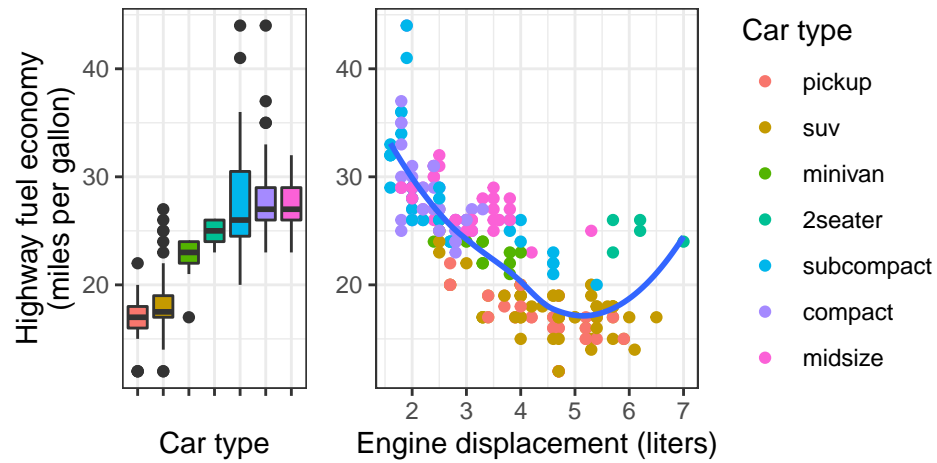 Highway fuel economy
(miles per gallon)
40
30
20
Car type
40
30
20
2 3 4 5 6 7
Engine displacement (liters)
Car type
pickup
suv
minivan
2seater
subcompact
compact
midsize